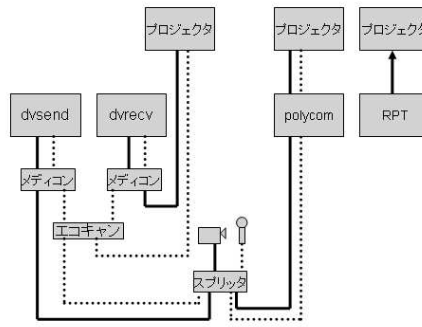 プロジェクタ
プロジェクタ
プロジェクタ
dvsend
dvrecv
polycom
RPT
メディコン
メディコン
エコキャン
スプリッタ